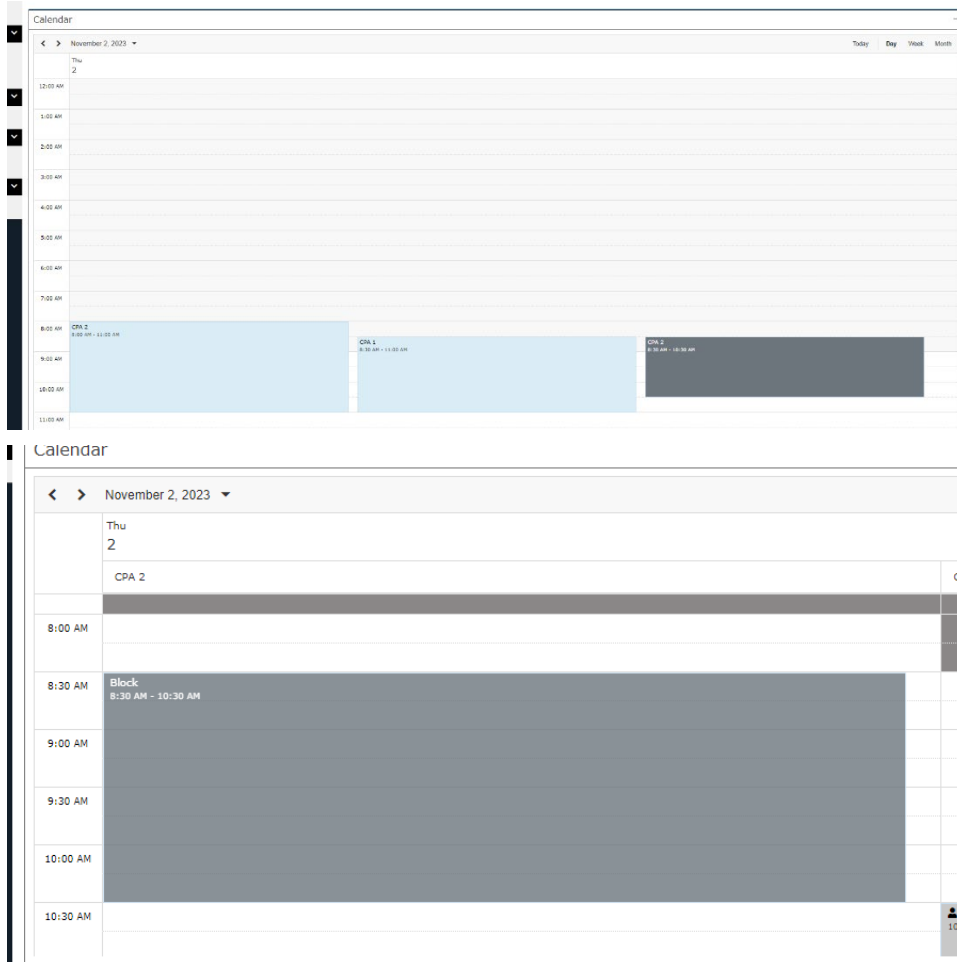 Calendar
November 2, 2023
Today Day Week Month
Thu
2
12:00 AM
1:00 AM
2:00 AM
3:00 AM
4:00 AM
5:00 AM
6:00 AM
7:00 AM
8:00 AM
CPA 2
8:00 AM - 11:00 AM
CPA 1
8:30 AM - 11:00 AM
CPA 2
8:30 AM - 10:30 AM
9:00 AM
10:00 AM
11:00 AM
Calendar
November 2, 2023
Thu
2
CPA 2
8:00 AM
8:30 AM
Block
8:30 AM - 10:30 AM
9:00 AM
9:30 AM
10:00 AM
10:30 AM
10